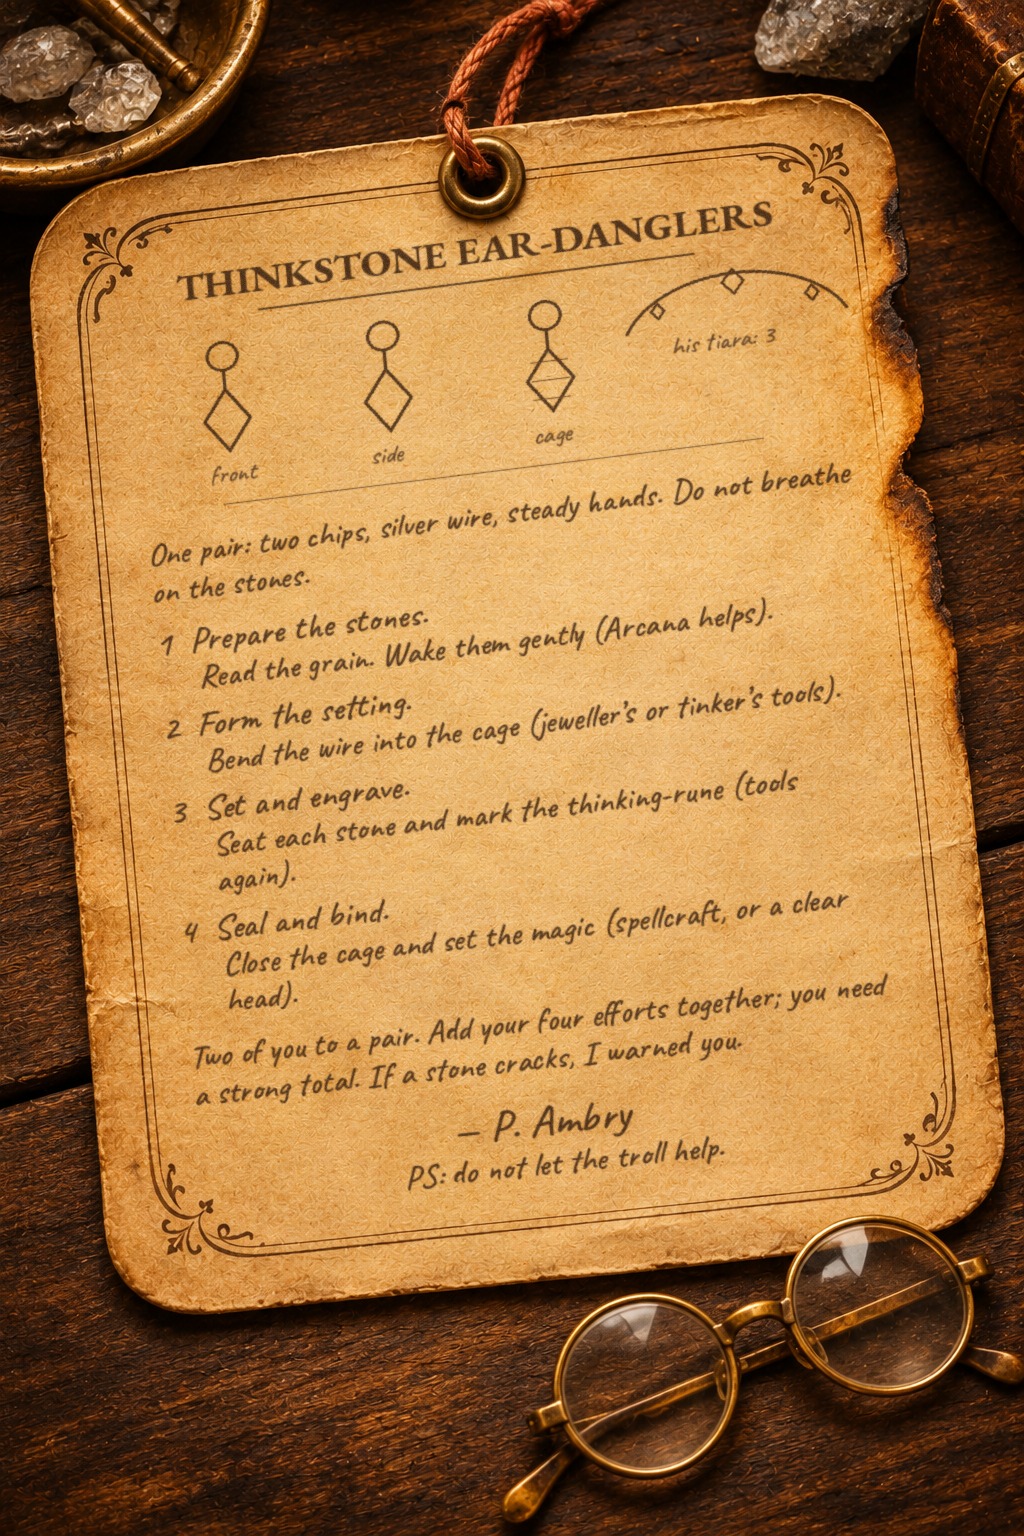 THINKSTONE EAR-DANGLERS
front
side
cage
his tiara: 3
One pair: two chips, silver wire, steady hands. Do not breathe
on the stones.
1 Prepare the stones.
Read the grain. Wake them gently (Arcana helps).
2 Form the setting.
Bend the wire into the cage (jeweller's or tinker's tools).
3 Set and engrave.
Seat each stone and mark the thinking-rune (tools
again).
4 Seal and bind.
Close the cage and set the magic (spellcraft, or a clear
head).
Two of you to a pair. Add your four efforts together; you need
a strong total. If a stone cracks, I warned you.
– P. Ambry
PS: do not let the troll help.